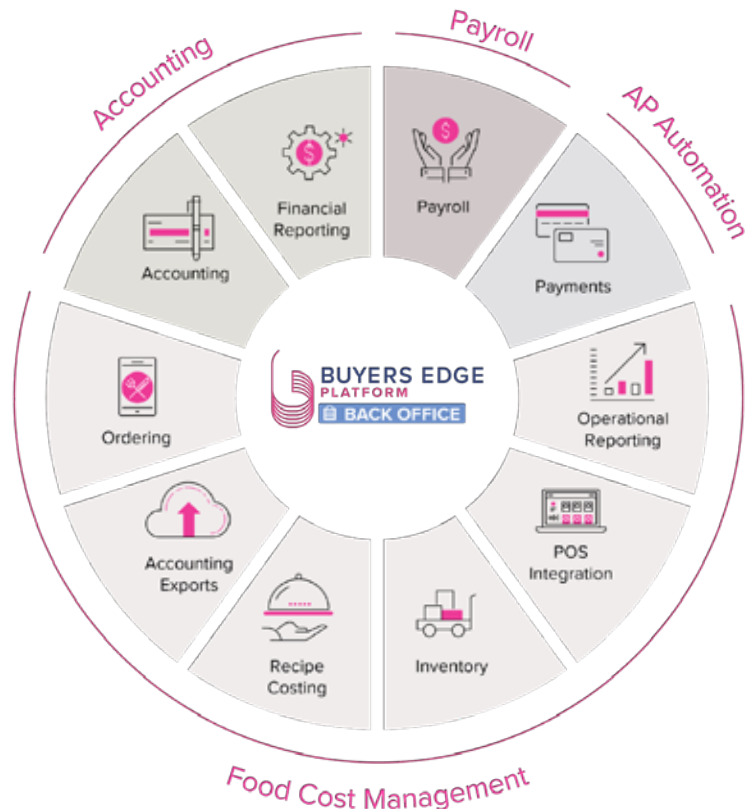 Accounting
Payroll
AP Automation
Financial
Reporting
Payroll
Accounting
Payments
BUYERS EDGE
PLATFORM
BACK OFFICE
Ordering
Operational
Reporting
Accounting
Exports
POS
Integration
Recipe
Costing
Inventory
Food Cost Management